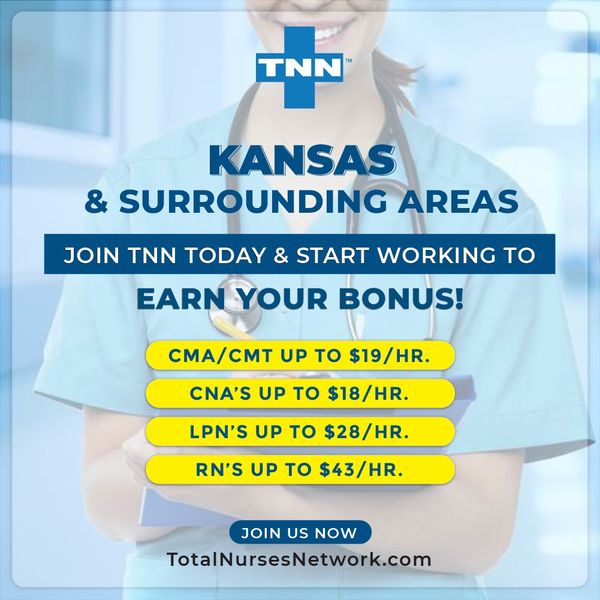 TNN™
KANSAS
& SURROUNDING AREAS
JOIN TNN TODAY & START WORKING TO
EARN YOUR BONUS!
CMA/CMT UP TO $19/HR.
CNA'S UP TO $18/HR.
LPN'S UP TO $28/HR.
RN'S UP TO $43/HR.
JOIN US NOW
TotalNursesNetwork.com